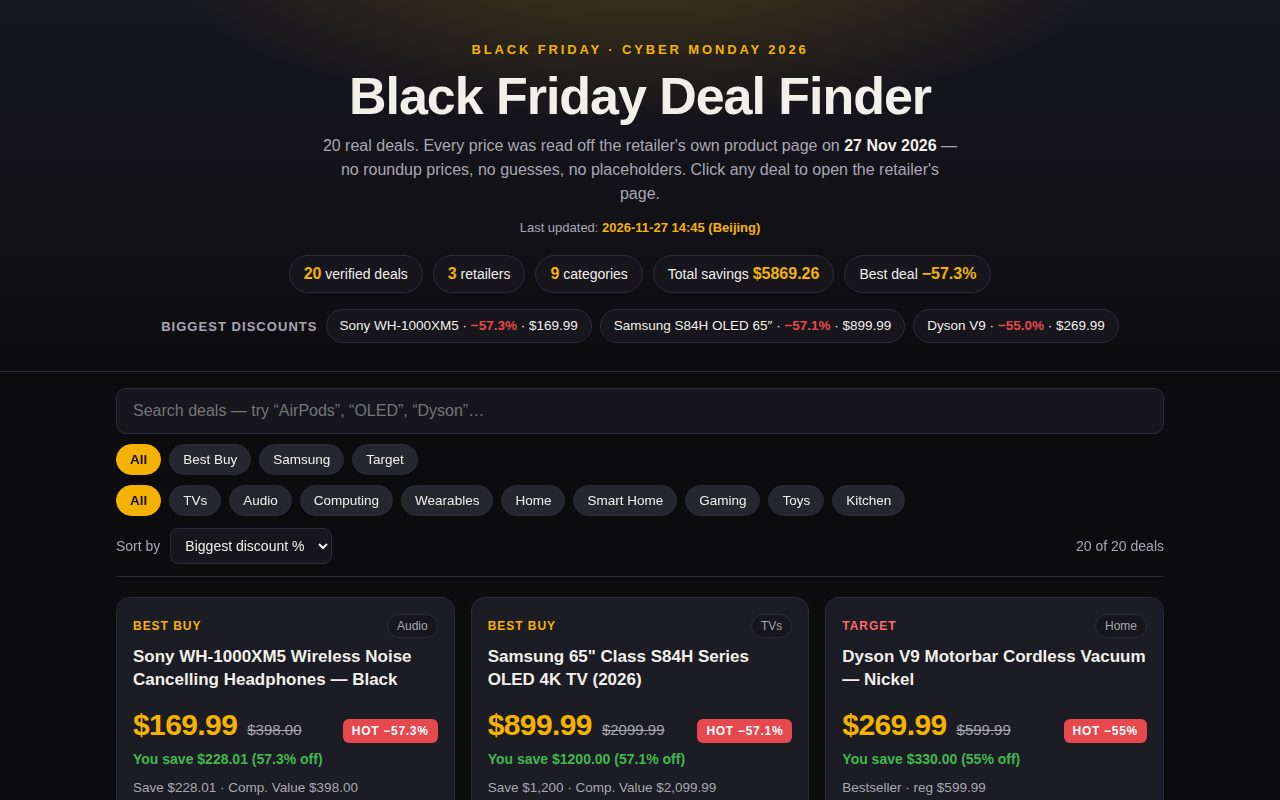 BLACK FRIDAY · CYBER MONDAY 2026
Black Friday Deal Finder
20 real deals. Every price was read off the retailer's own product page on 27 Nov 2026 —
no roundup prices, no guesses, no placeholders. Click any deal to open the retailer's
page.
Last updated: 2026-11-27 14:45 (Beijing)
20 verified deals 3 retailers 9 categories Total savings $5869.26 Best deal −57.3%
BIGGEST DISCOUNTS Sony WH-1000XM5 · −57.3% · $169.99 Samsung S84H OLED 65″ · −57.1% · $899.99 Dyson V9 · −55.0% · $269.99
Search deals — try “AirPods”, “OLED”, “Dyson”…
All Best Buy Samsung Target
All TVs Audio Computing Wearables Home Smart Home Gaming Toys Kitchen
Sort by Biggest discount % 20 of 20 deals
BEST BUY Audio
Sony WH-1000XM5 Wireless Noise
Cancelling Headphones — Black
$169.99 $398.00 HOT −57.3%
You save $228.01 (57.3% off)
Save $228.01 · Comp. Value $398.00
BEST BUY TVs
Samsung 65" Class S84H Series
OLED 4K TV (2026)
$899.99 $2099.99 HOT −57.1%
You save $1200.00 (57.1% off)
Save $1,200 · Comp. Value $2,099.99
TARGET Home
Dyson V9 Motorbar Cordless Vacuum
— Nickel
$269.99 $599.99 HOT −55%
You save $330.00 (55% off)
Bestseller · reg $599.99